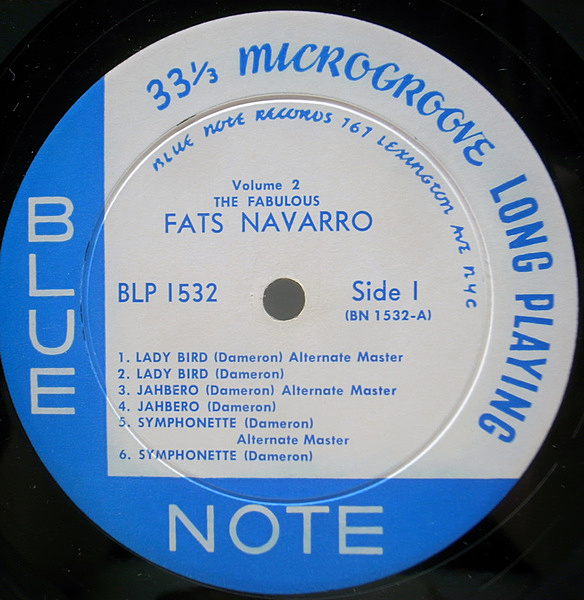 33⅓ MICROGROOVE LONG PLAYING
BLUE NOTE RECORDS 767 LEXINGTON AVE NYC
Volume 2
THE FABULOUS
FATS NAVARRO
BLP 1532
Side 1
(BN 1532-A)
1. LADY BIRD (Dameron) Alternate Master
2. LADY BIRD (Dameron)
3. JAHBERO (Dameron) Alternate Master
4. JAHBERO (Dameron)
5. SYMPHONETTE (Dameron)
Alternate Master
6. SYMPHONETTE (Dameron)
BLUE
NOTE